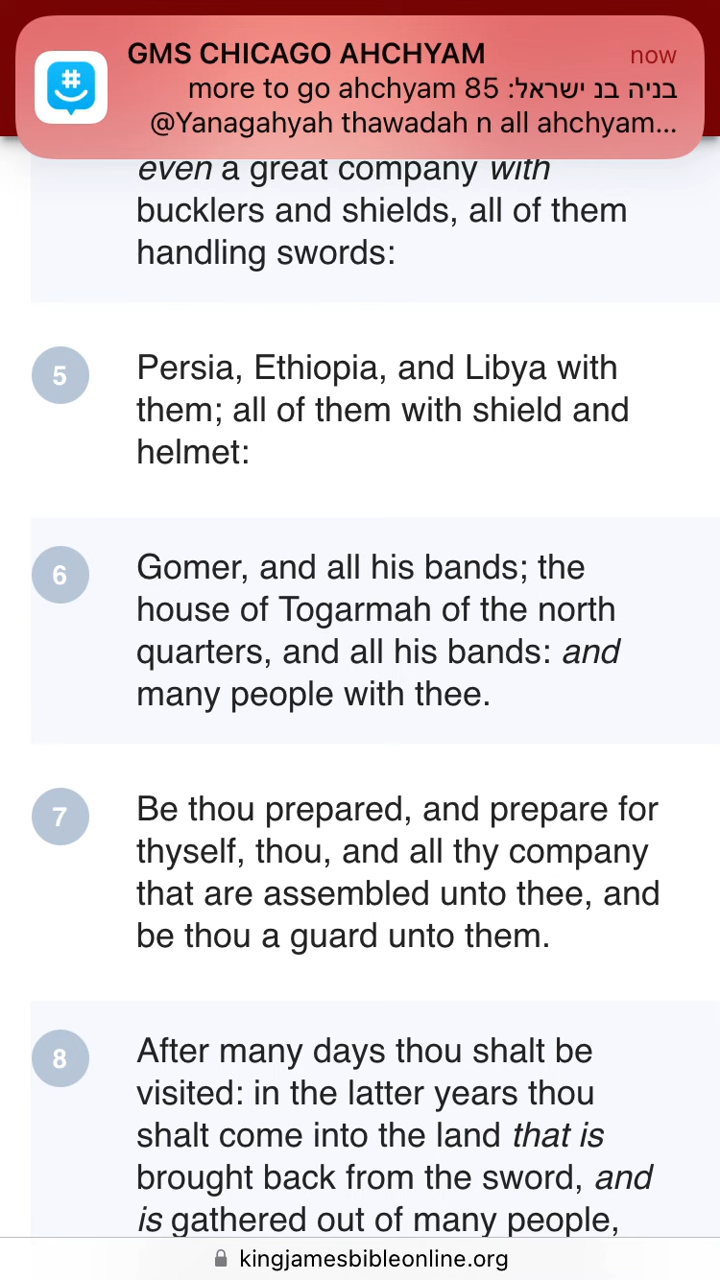 GMS CHICAGO AHCHYAM now
בניה בנ ישראל: 85 more to go ahchyam
@Yanagahyah thawadah n all ahchyam...
even a great company with
bucklers and shields, all of them
handling swords:
5
Persia, Ethiopia, and Libya with
them; all of them with shield and
helmet:
6
Gomer, and all his bands; the
house of Togarmah of the north
quarters, and all his bands: and
many people with thee.
7
Be thou prepared, and prepare for
thyself, thou, and all thy company
that are assembled unto thee, and
be thou a guard unto them.
8
After many days thou shalt be
visited: in the latter years thou
shalt come into the land that is
brought back from the sword, and
is gathered out of many people,
kingjamesbibleonline.org